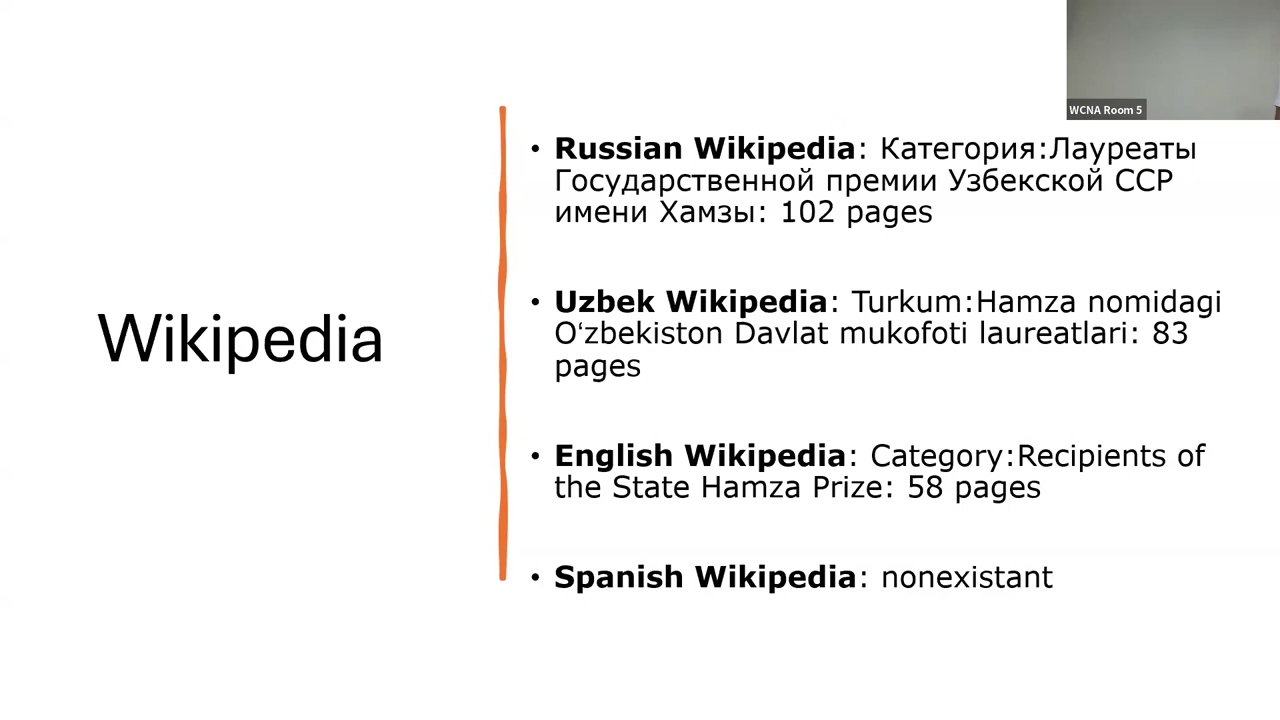 WCNA Room 5
Wikipedia
• Russian Wikipedia: Категория:Лауреаты
Государственной премии Узбекской ССР
имени Хамзы: 102 pages
• Uzbek Wikipedia: Turkum:Hamza nomidagi
Oʻzbekiston Davlat mukofoti laureatlari: 83
pages
• English Wikipedia: Category:Recipients of
the State Hamza Prize: 58 pages
• Spanish Wikipedia: nonexistant